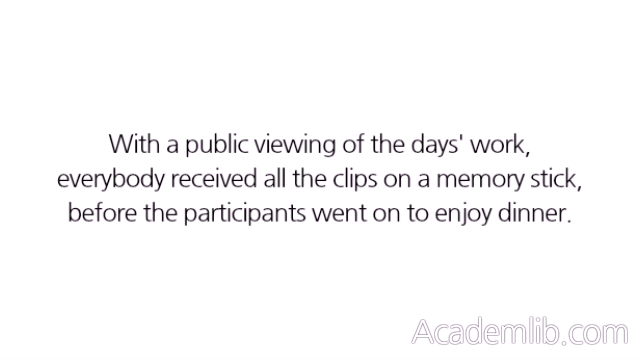 With a public viewing of the days' work,
everybody received all the clips on a memory stick,
before the participants went on to enjoy dinner.
Academlib.com